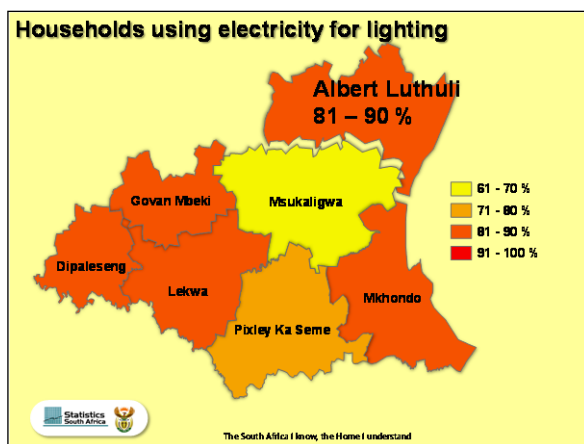 Households using electricity for lighting
Albert Luthuli
81 – 90 %
Govan Mbeki
Msukaligwa
61 - 70 %
71 - 80 %
81 - 90 %
91 - 100 %
Dipaleseng
Lekwa
Mkhondo
Pixley Ka Seme
Statistics
South Africa
The South Africa I know, the Home I understand